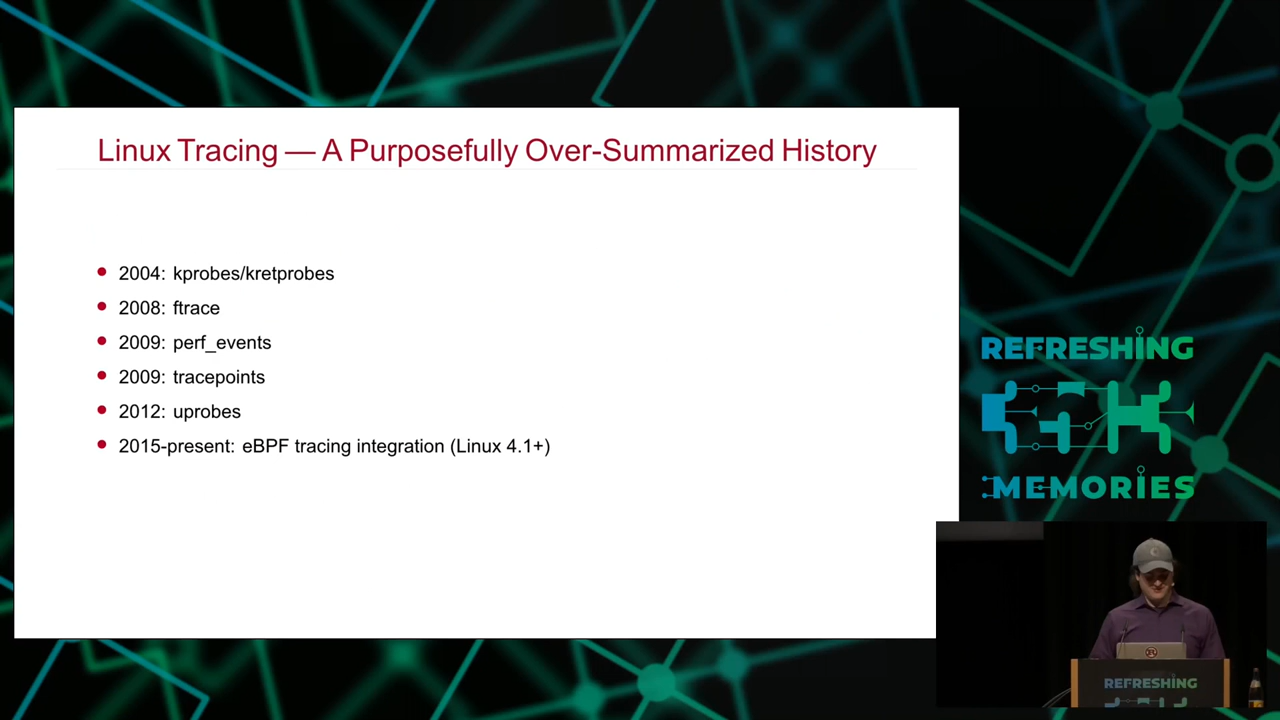 Linux Tracing — A Purposefully Over-Summarized History
2004: kprobes/kretprobes
2008: ftrace
2009: perf_events
2009: tracepoints
2012: uprobes
2015-present: eBPF tracing integration (Linux 4.1+)
REFRESHING
MEMORIES
REFRESHING